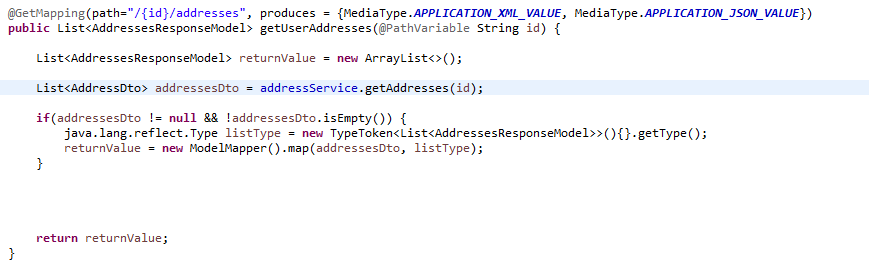 @GetMapping(path="/{id}/addresses", produces = {MediaType.APPLICATION_XML_VALUE, MediaType.APPLICATION_JSON_VALUE})
public List<AddressesResponseModel> getUserAddresses(@PathVariable String id) {
List<AddressesResponseModel> returnValue = new ArrayList<>();
List<AddressDto> addressesDto = addressService.getAddresses(id);
if(addressesDto != null && !addressesDto.isEmpty()) {
java.lang.reflect.Type listType = new TypeToken<List<AddressesResponseModel>>(){}.getType();
returnValue = new ModelMapper().map(addressesDto, listType);
}
return returnValue;
}